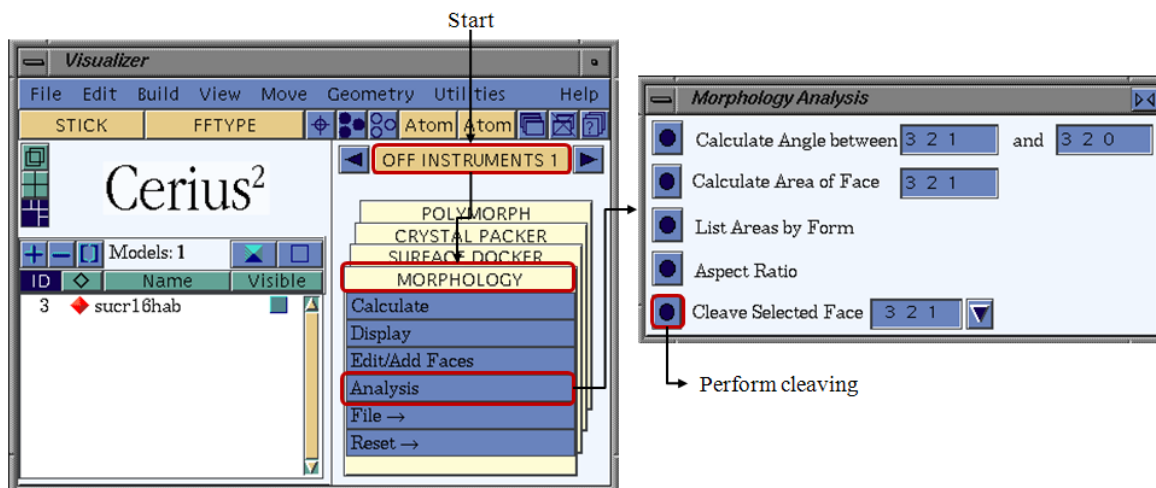 Start
Visualizer
File Edit Build View Move Geometry Utilities Help
STICK FFTYPE Atom Atom
OFF INSTRUMENTS 1
Cerius²
POLYMORPH
CRYSTAL PACKER
SURFACE DOCKER
MORPHOLOGY
Models: 1
ID Name Visible
3 sucr16hab
Calculate
Display
Edit/Add Faces
Analysis
File →
Reset →
Morphology Analysis
Calculate Angle between 3 2 1 and 3 2 0
Calculate Area of Face 3 2 1
List Areas by Form
Aspect Ratio
Cleave Selected Face 3 2 1
Perform cleaving